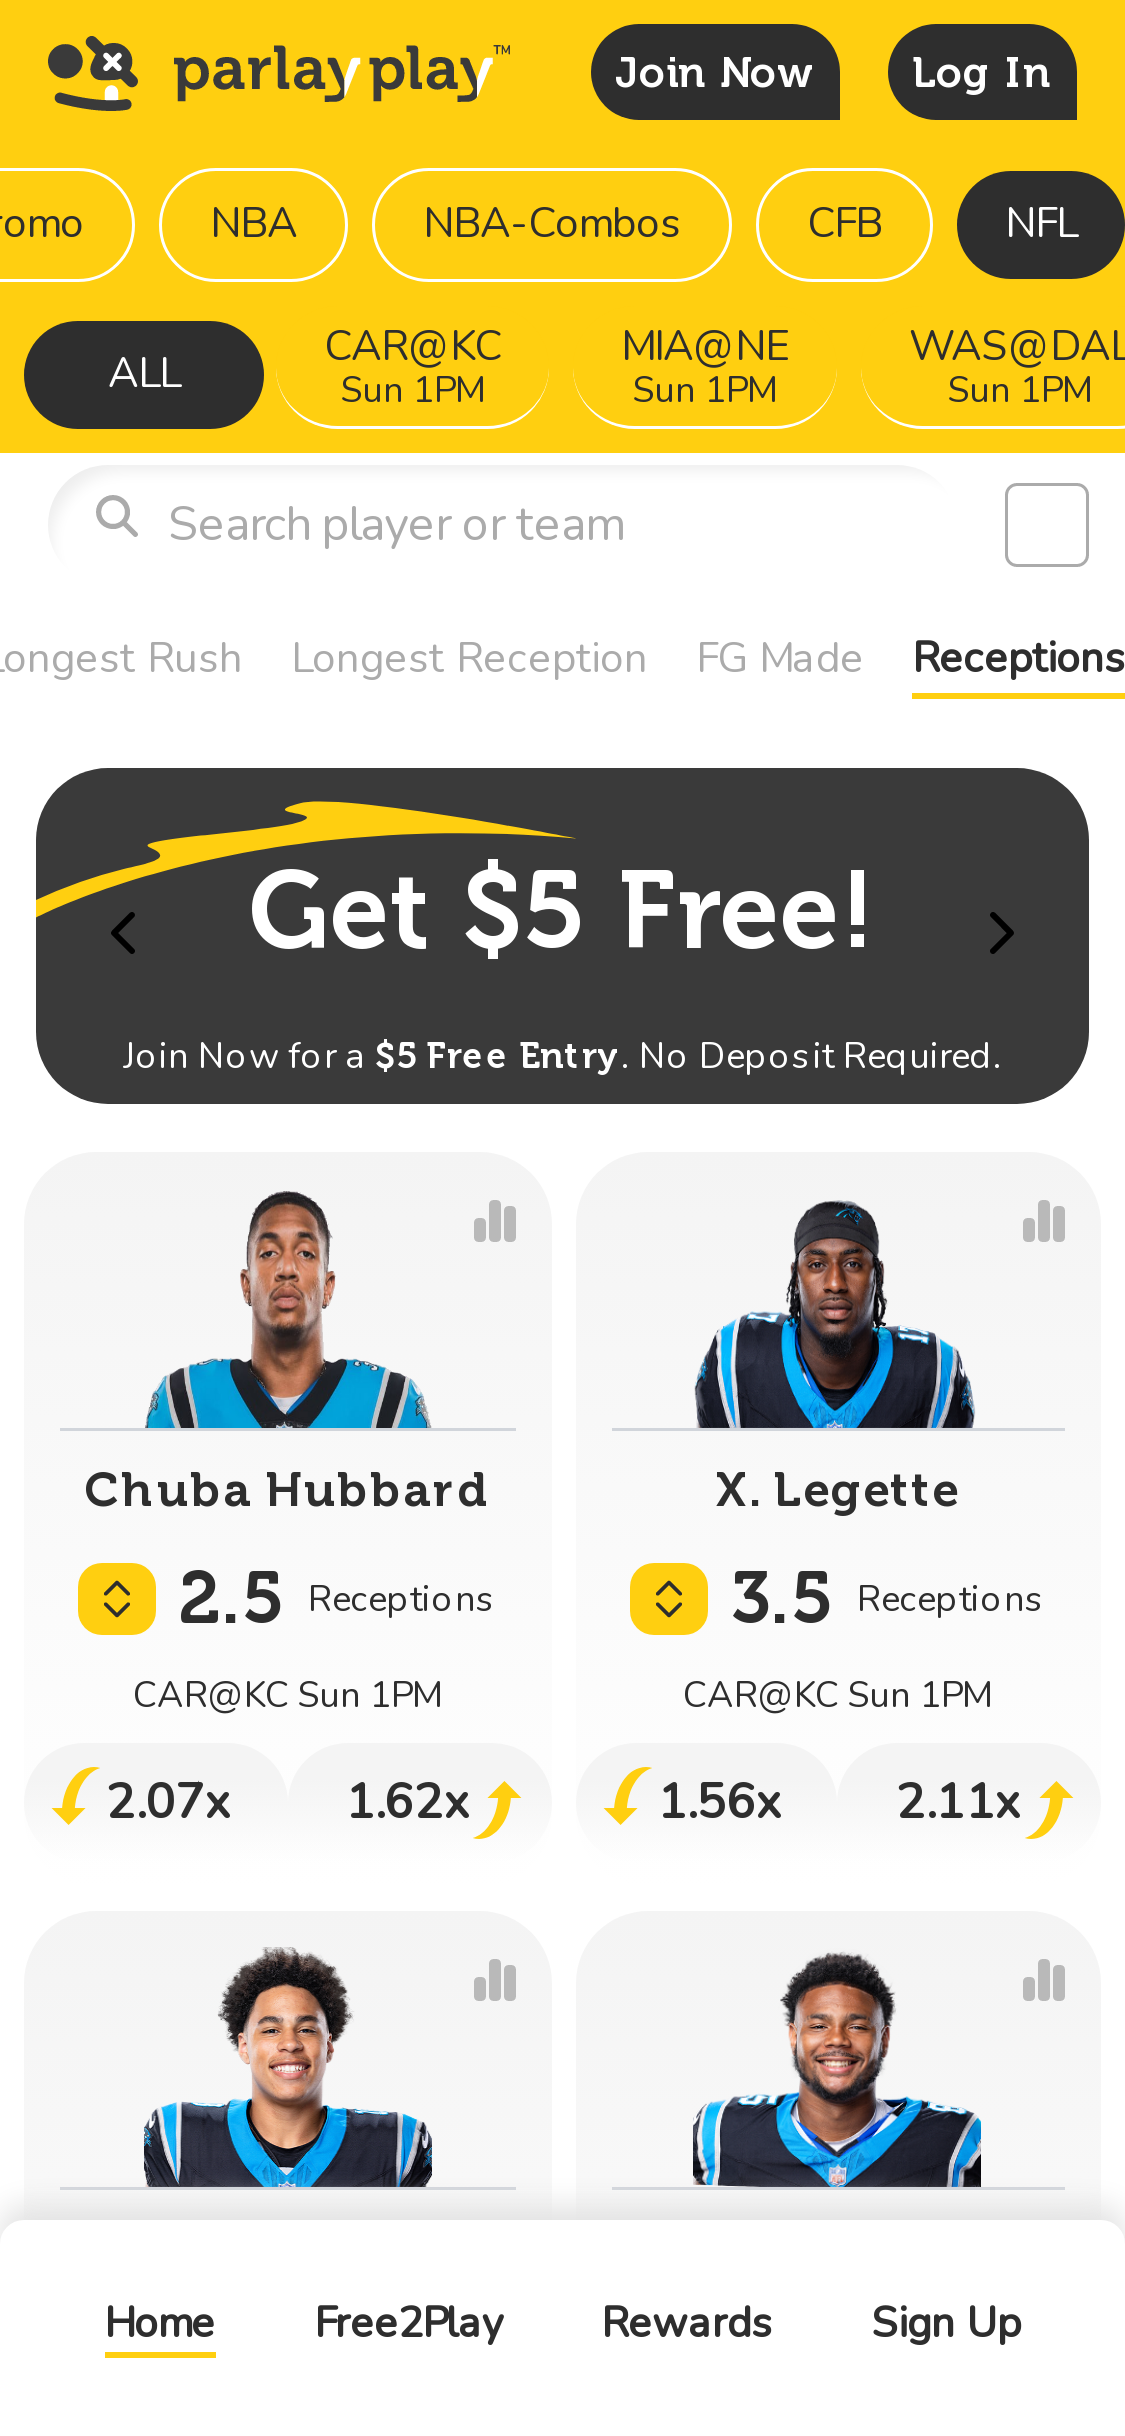 parlay play™
Join Now
Log In
romo
NBA
NBA-Combos
CFB
NFL
ALL
CAR@KC
Sun 1PM
MIA@NE
Sun 1PM
WAS@DAL
Sun 1PM
Search player or team
Longest Rush
Longest Reception
FG Made
Receptions
Get $5 Free!
Join Now for a $5 Free Entry. No Deposit Required.
Chuba Hubbard
2.5 Receptions
CAR@KC Sun 1PM
2.07x
1.62x
X. Legette
3.5 Receptions
CAR@KC Sun 1PM
1.56x
2.11x
Home
Free2Play
Rewards
Sign Up